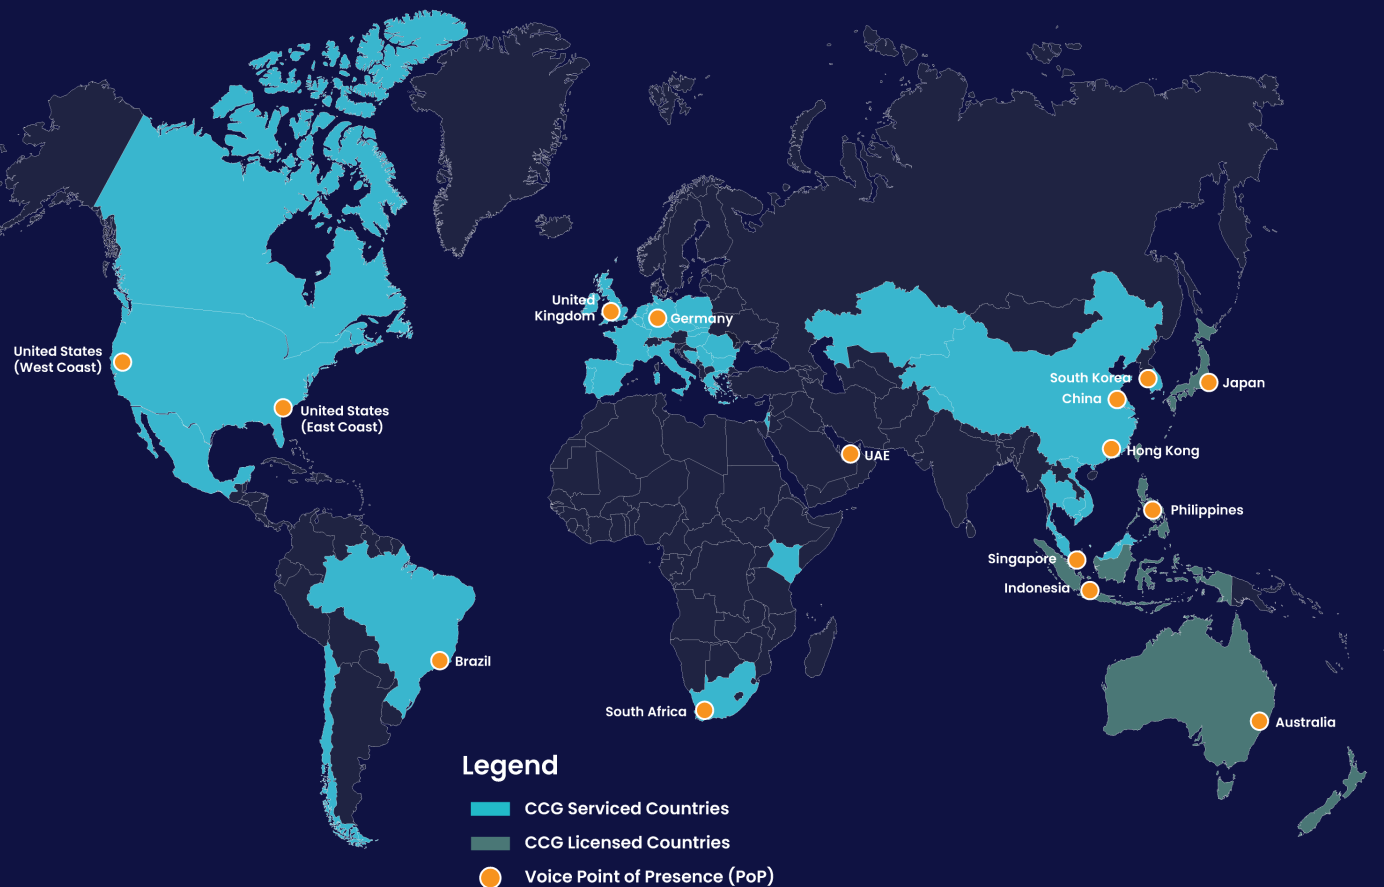 United
Kingdom
Germany
United States
(West Coast)
South Korea
Japan
China
United States
(East Coast)
Hong Kong
UAE
Philippines
Singapore
Indonesia
Brazil
South Africa
Australia
Legend
CCG Serviced Countries
CCG Licensed Countries
Voice Point of Presence (PoP)